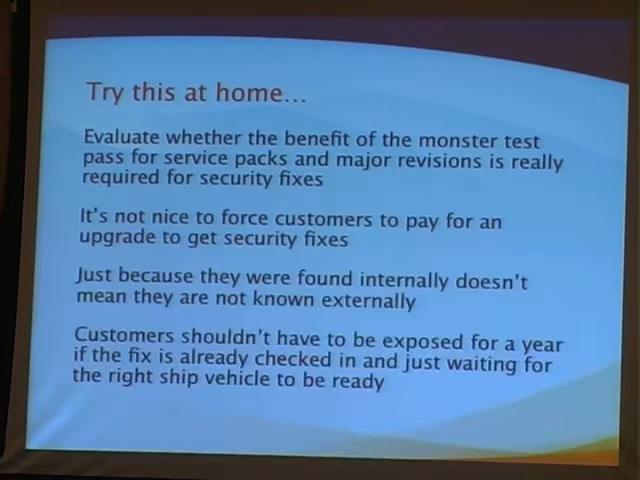 Try this at home...
Evaluate whether the benefit of the monster test
pass for service packs and major revisions is really
required for security fixes
It's not nice to force customers to pay for an
upgrade to get security fixes
Just because they were found internally doesn't
mean they are not known externally
Customers shouldn't have to be exposed for a year
if the fix is already checked in and just waiting for
the right ship vehicle to be ready